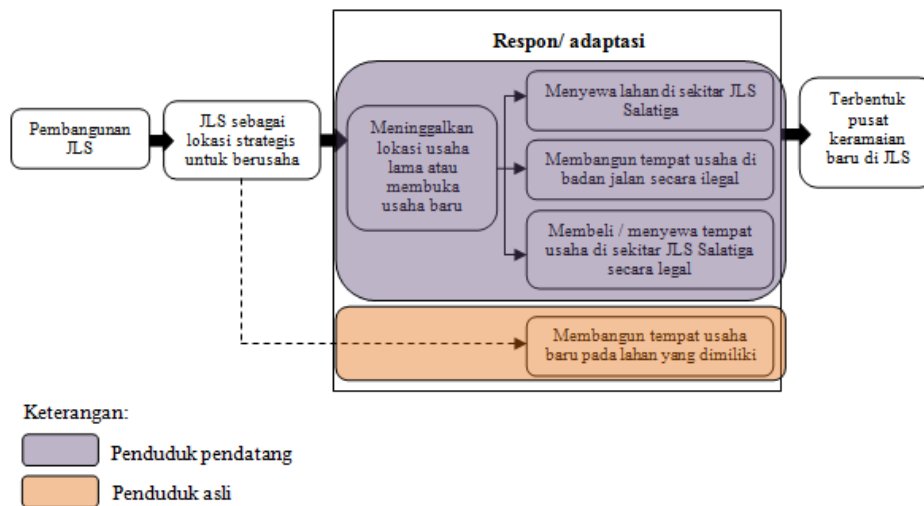 Respon/ adaptasi
Pembangunan
JLS
JLS sebagai
lokasi strategis
untuk berusaha
Meninggalkan
lokasi usaha
lama atau
membuka
usaha baru
Menyewa lahan di sekitar JLS
Salatiga
Membangun tempat usaha di
badan jalan secara ilegal
Membeli / menyewa tempat
usaha di sekitar JLS Salatiga
secara legal
Terbentuk
pusat
keramaian
baru di JLS
Membangun tempat usaha
baru pada lahan yang dimiliki
Keterangan:
Penduduk pendatang
Penduduk asli